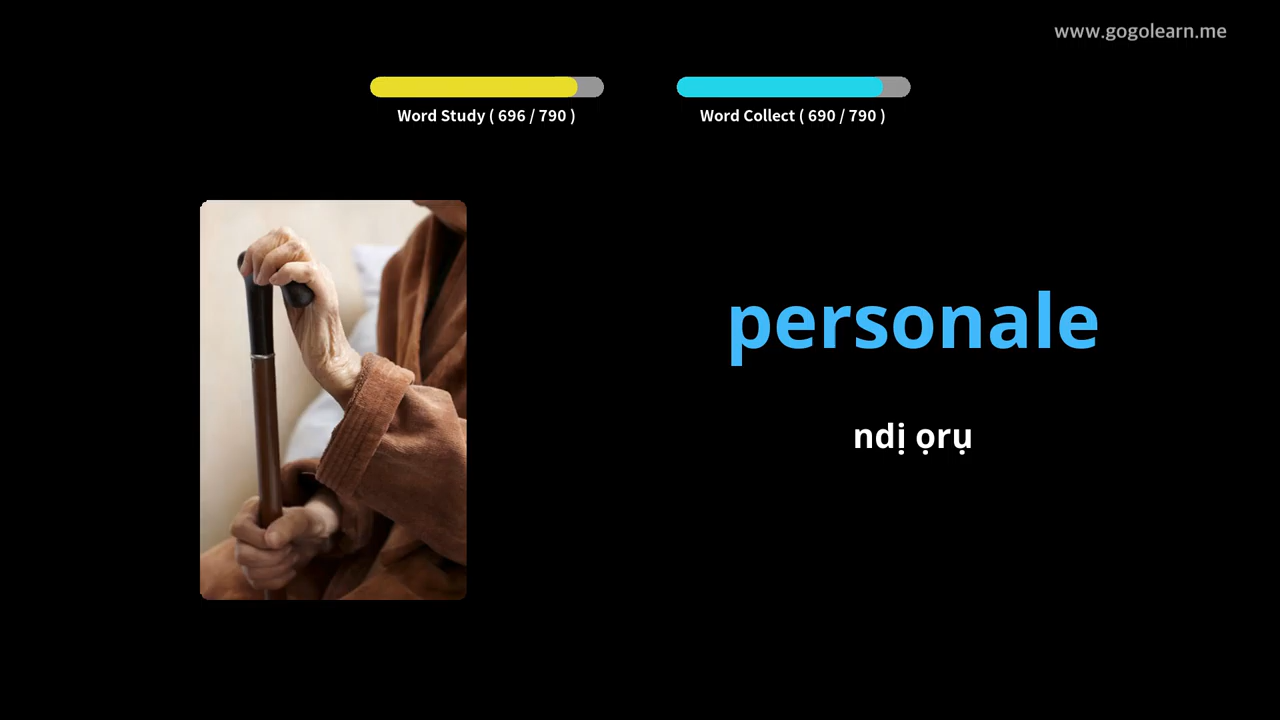 www.gogolearn.me
Word Study ( 696 / 790 )
Word Collect ( 690 / 790 )
personale
ndị ọrụ